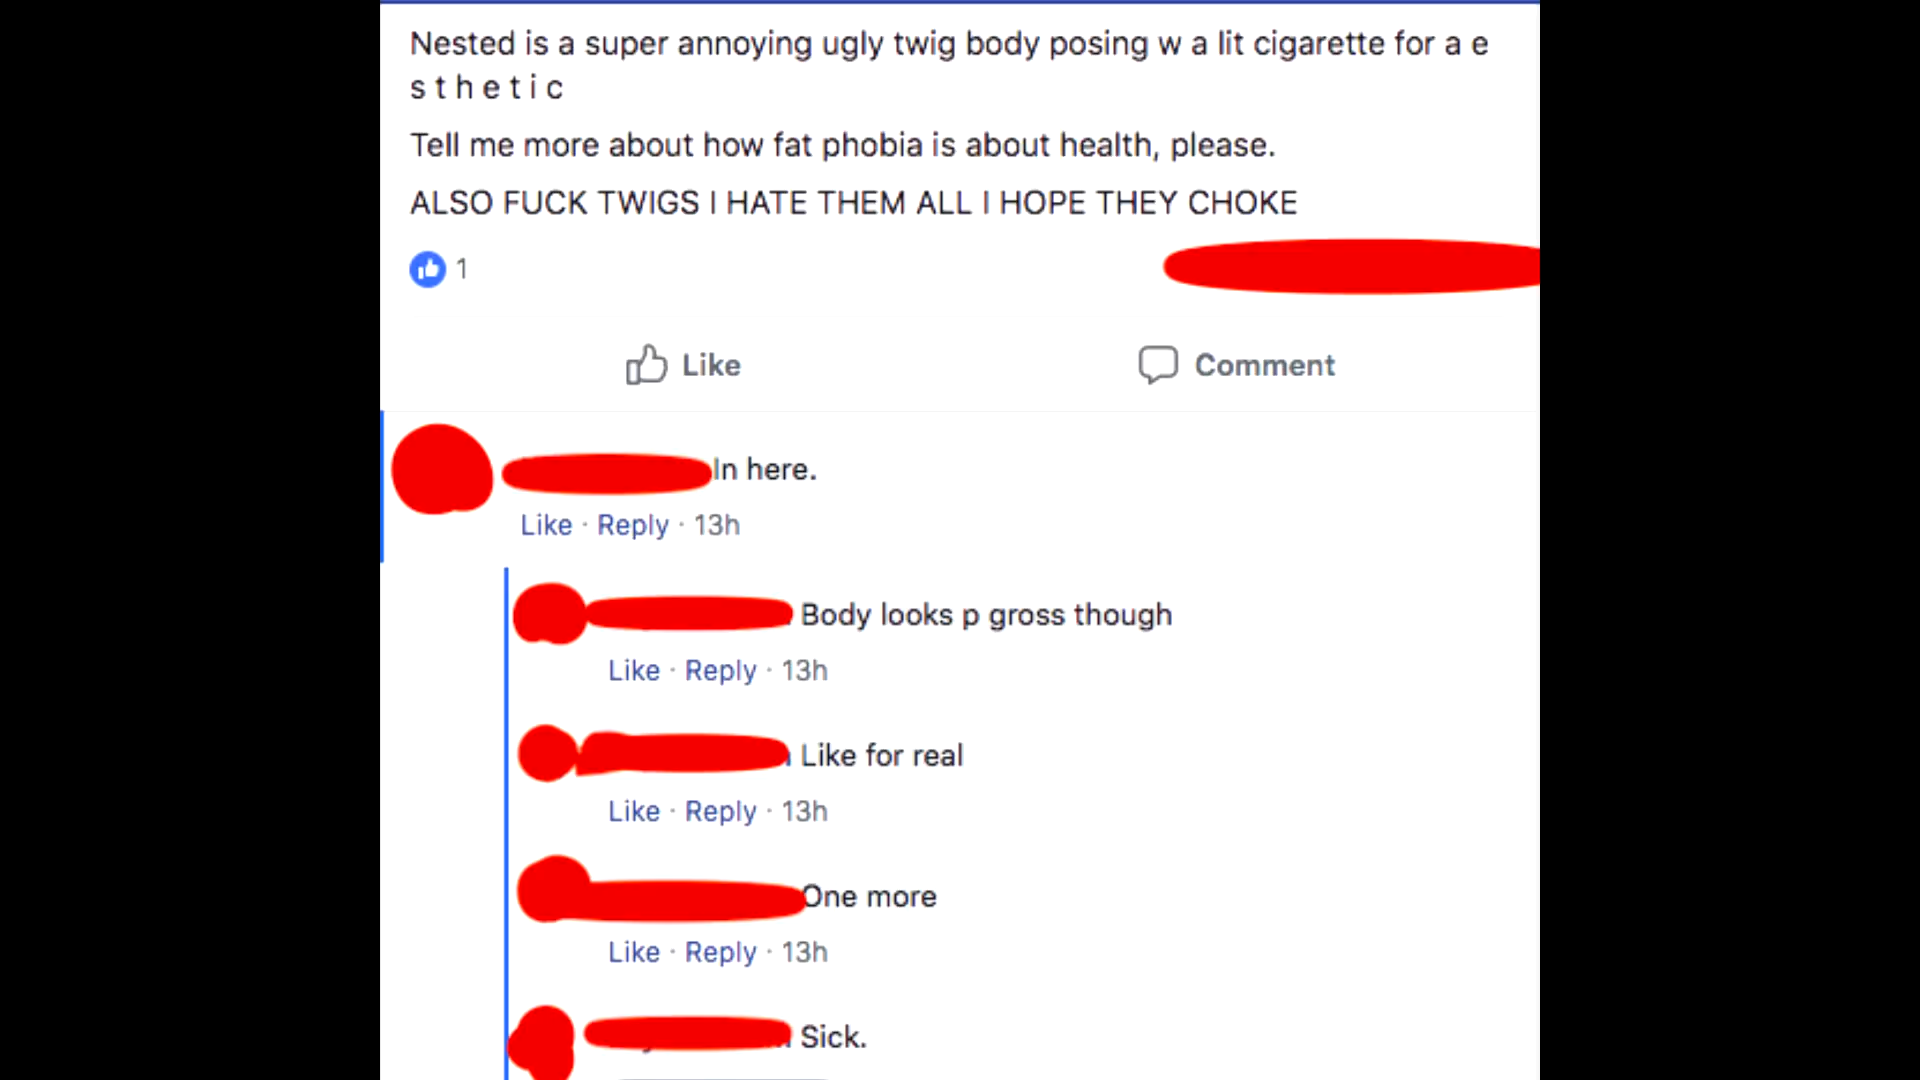 Nested is a super annoying ugly twig body posing w a lit cigarette for a e
s t h e t i c
Tell me more about how fat phobia is about health, please.
ALSO FUCK TWIGS I HATE THEM ALL I HOPE THEY CHOKE
1
Like Comment
In here.
Like · Reply · 13h
Body looks p gross though
Like · Reply · 13h
Like for real
Like · Reply · 13h
One more
Like · Reply · 13h
Sick.